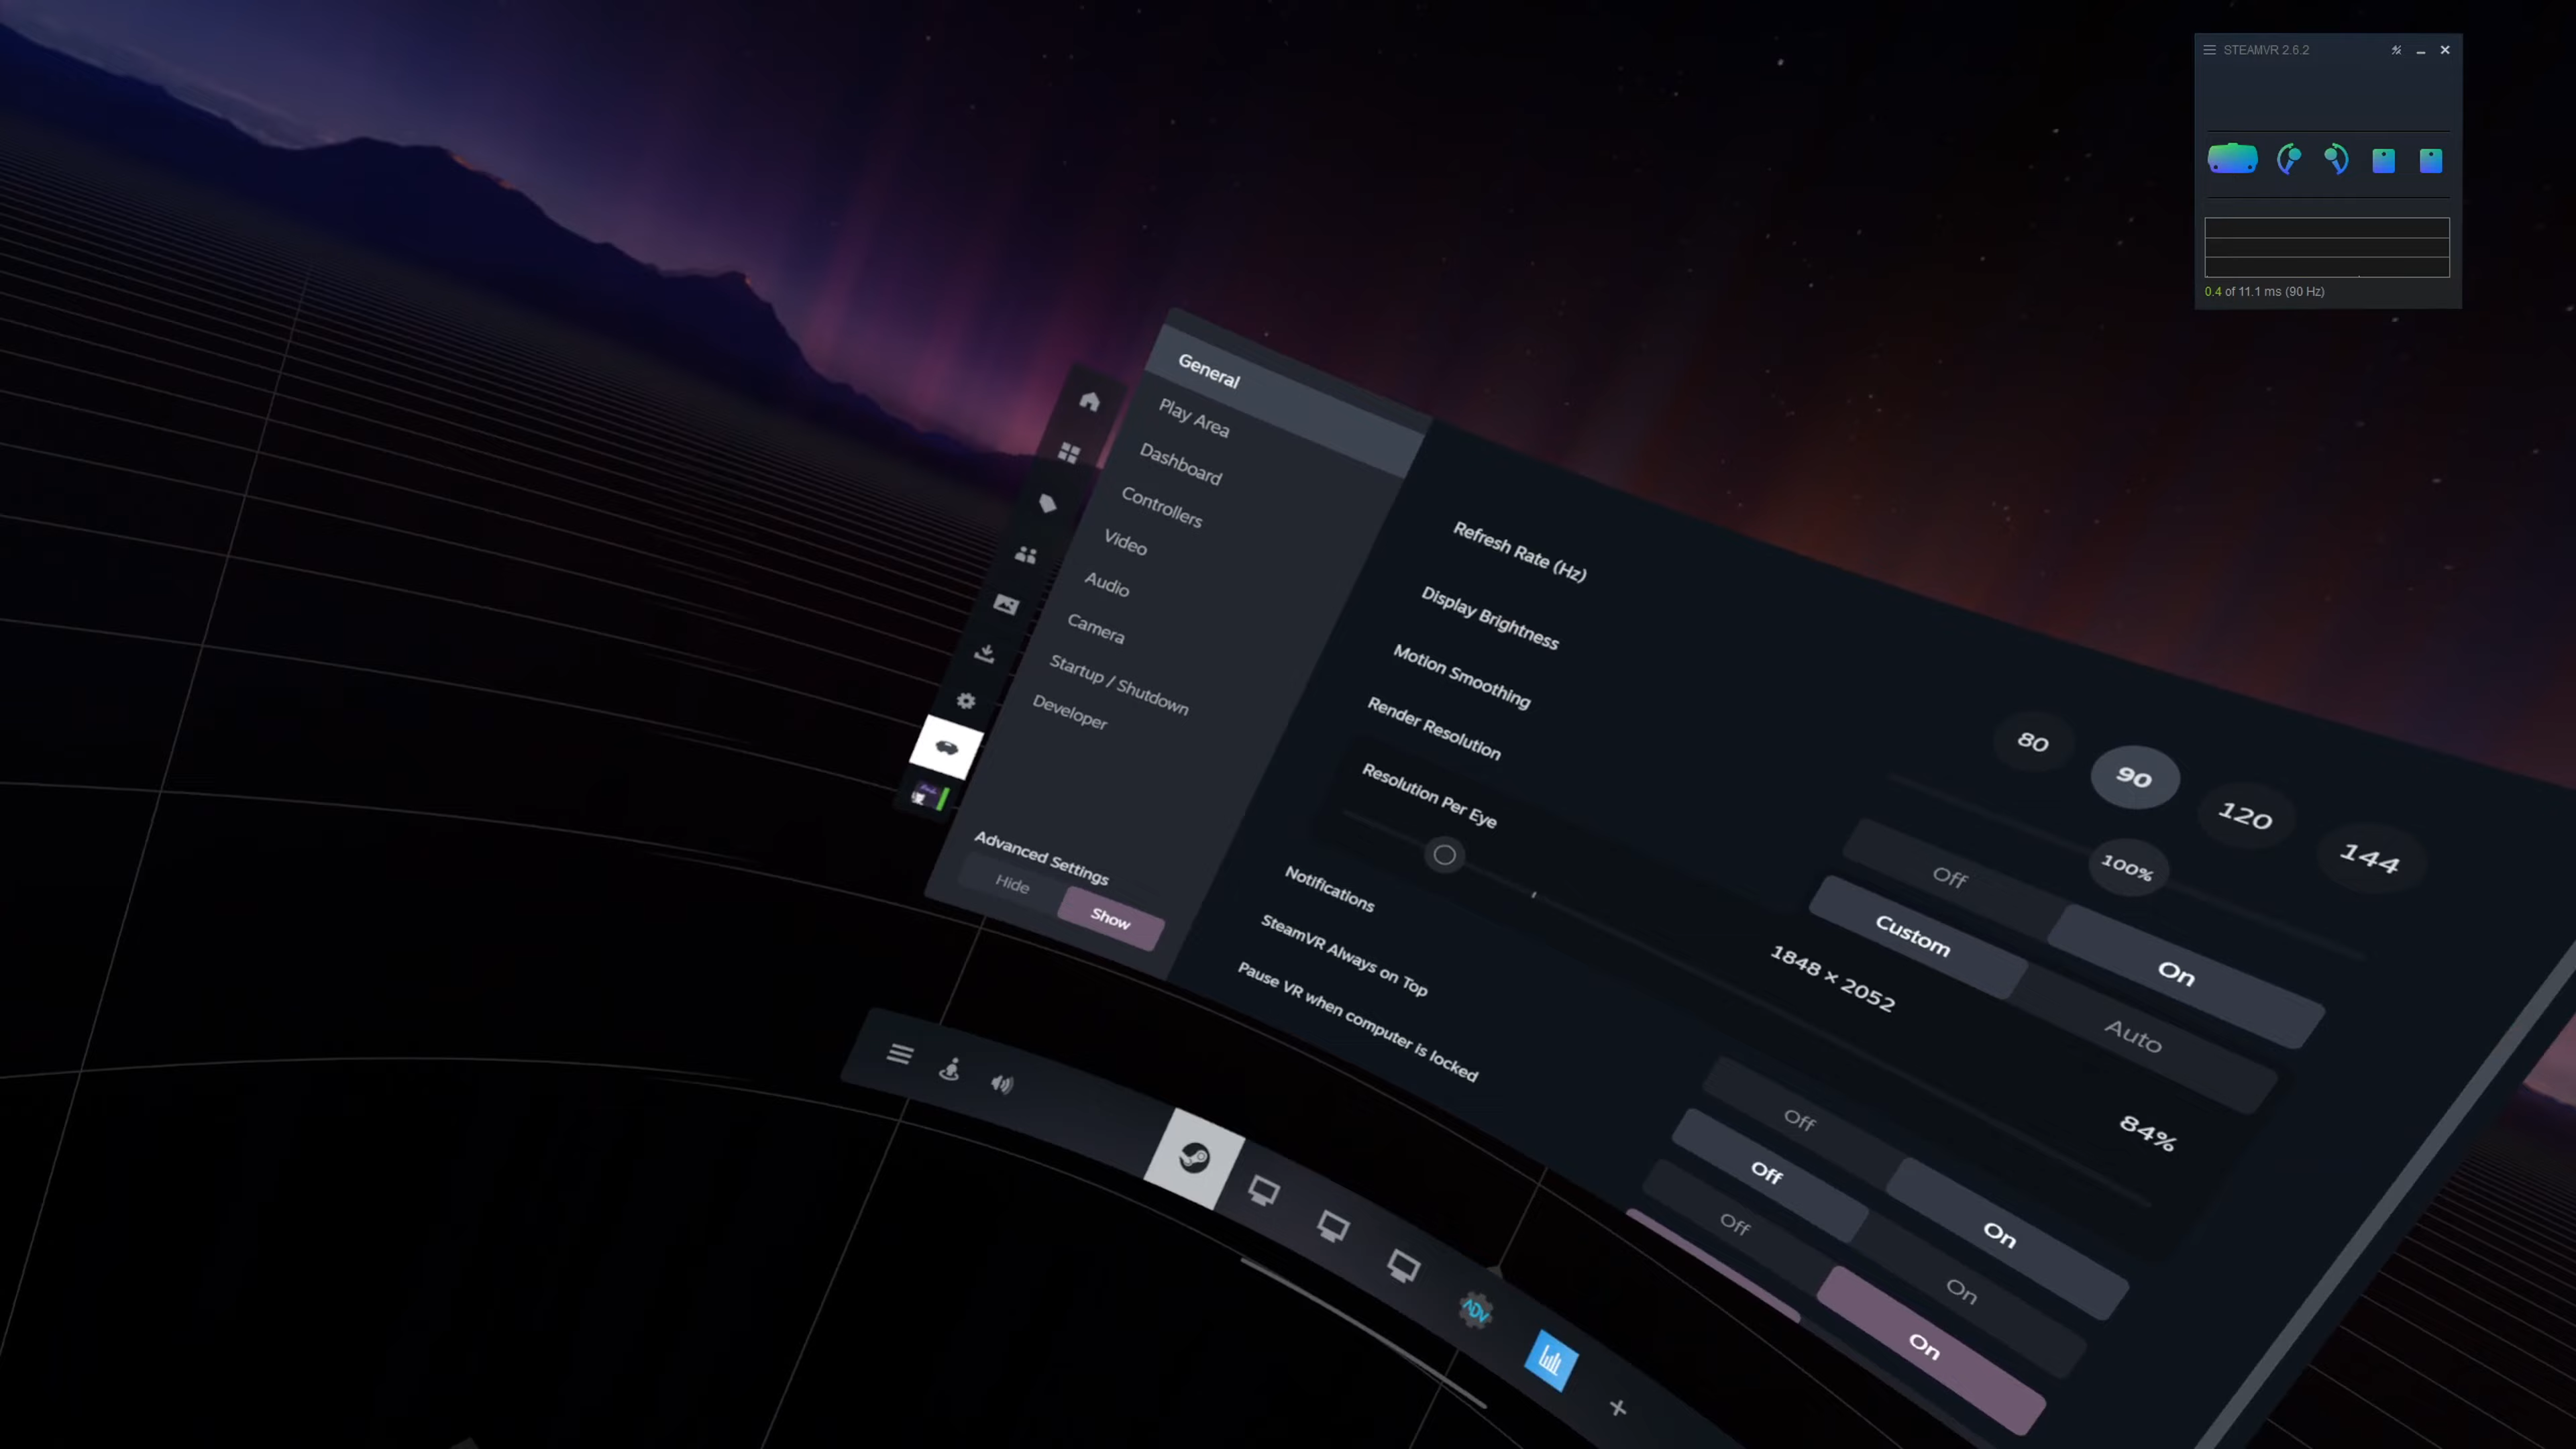 STEAMVR 2.6.2
0.4 of 11.1 ms (90 Hz)
General
Play Area
Dashboard
Controllers
Video
Audio
Camera
Startup / Shutdown
Developer
Advanced Settings
Hide Show
Refresh Rate (Hz)
80 90 120 144
Display Brightness
100%
Motion Smoothing
Off On
Render Resolution
Custom Auto
Resolution Per Eye
1848 × 2052
84%
Notifications
Off On
SteamVR Always on Top
Off On
Pause VR when computer is locked
Off On
ADV